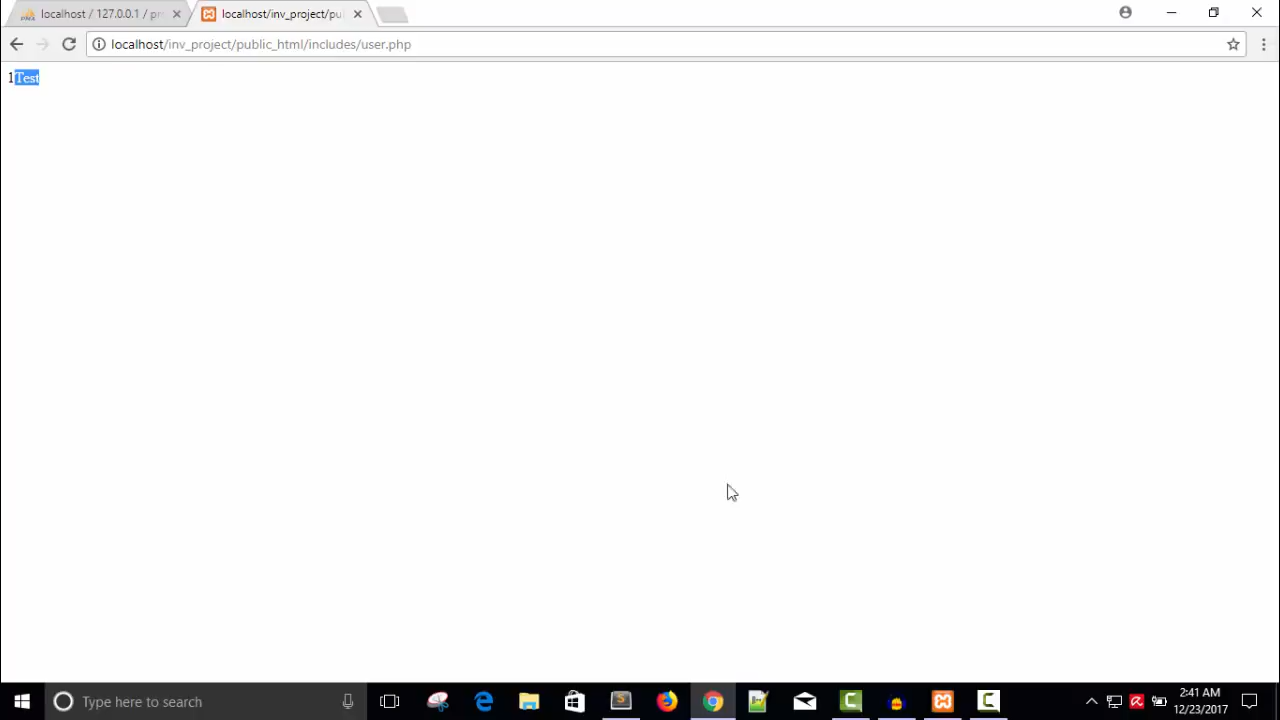 localhost / 127.0.0.1 / pr
localhost/inv_project/pu
localhost/inv_project/public_html/includes/user.php
1Test
Type here to search
2:41 AM
12/23/2017